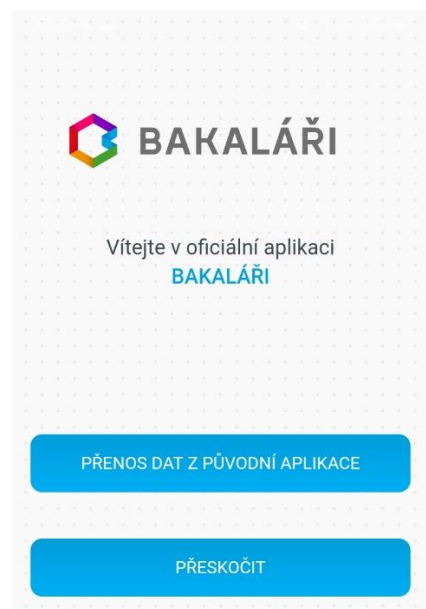 BAKALÁŘI
Vítejte v oficiální aplikaci
BAKALÁŘI
PŘENOS DAT Z PŮVODNÍ APLIKACE
PŘESKOČIT